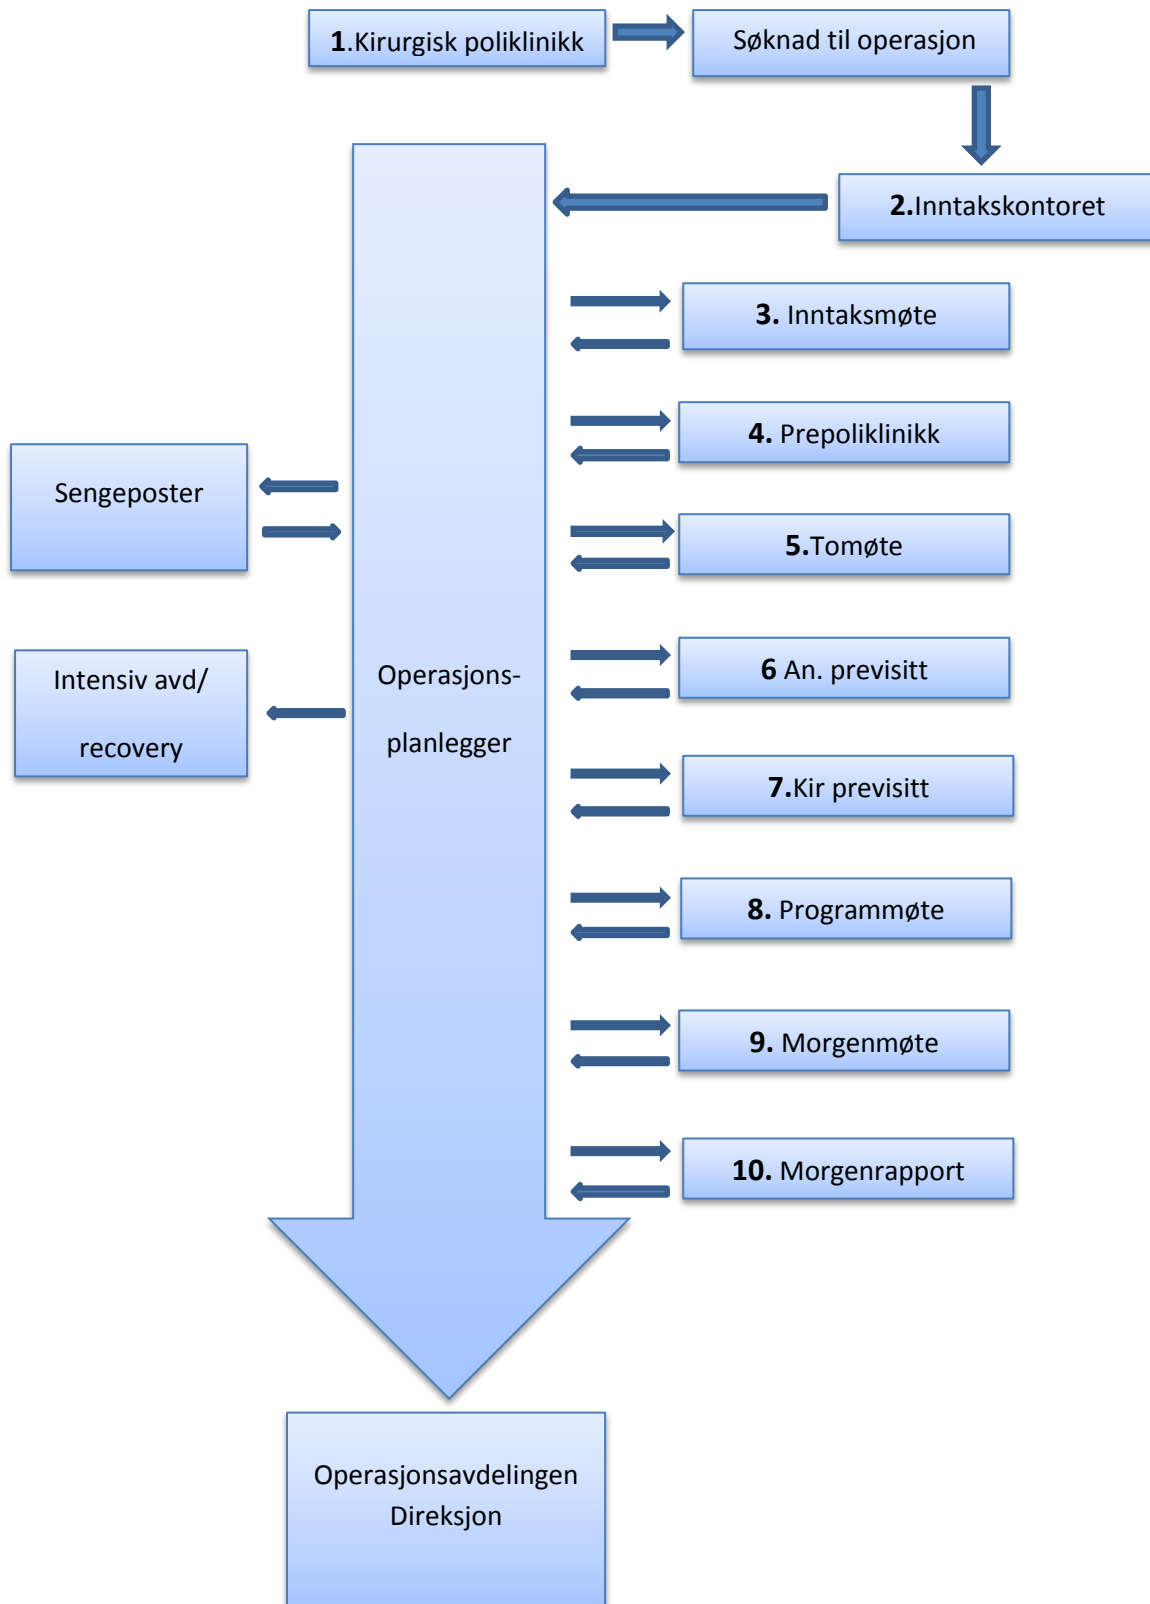 1.Kirurgisk poliklinikk
Søknad til operasjon
2.Inntakskontoret
3. Inntaksmøte
4. Prepoliklinikk
Sengeposter
5.Tomøte
Intensiv avd/
recovery
Operasjons-
planlegger
6 An. previsitt
7.Kir previsitt
8. Programmøte
9. Morgenmøte
10. Morgenrapport
Operasjonsavdelingen
Direksjon